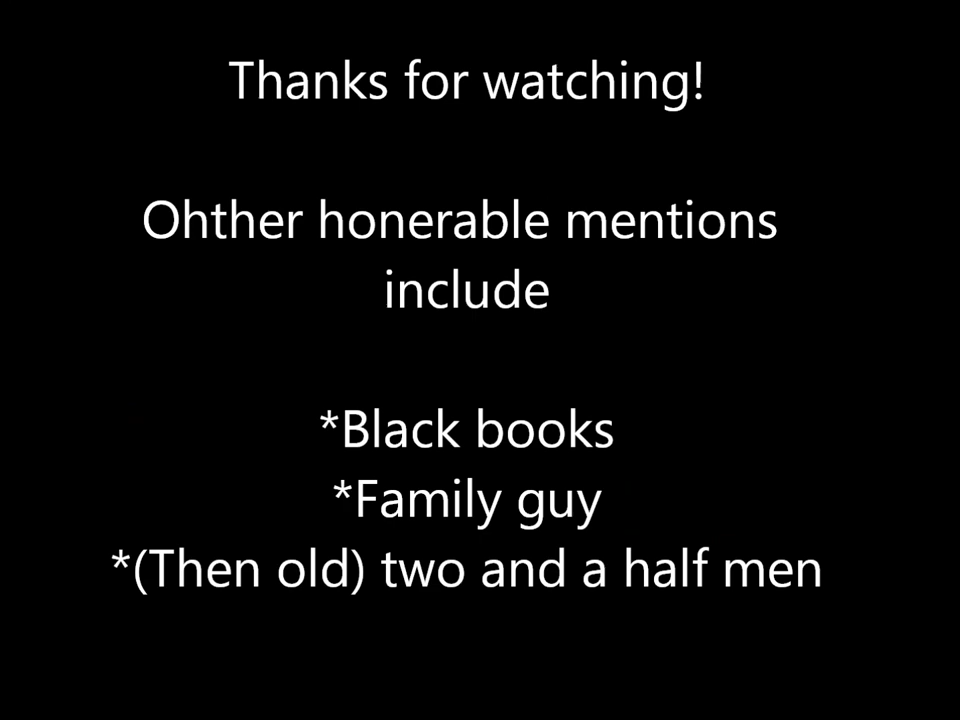 Thanks for watching!
Ohther honerable mentions
include
*Black books
*Family guy
*(Then old) two and a half men